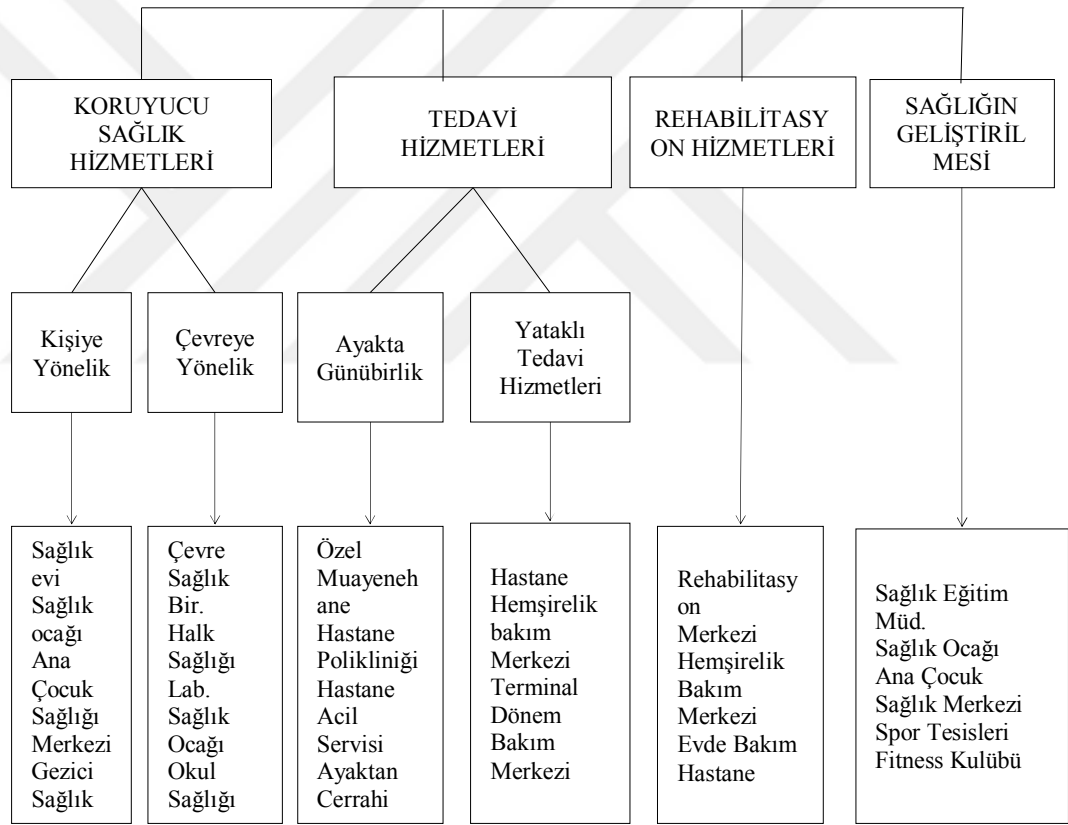 KORUYUCU
SAĞLIK
HİZMETLERİ
TEDAVİ
HİZMETLERİ
REHABİLİTASY
ON HİZMETLERİ
SAĞLIĞIN
GELİŞTİRİL
MESİ
Kişiye
Yönelik
Çevreye
Yönelik
Ayakta
Günübirlik
Yataklı
Tedavi
Hizmetleri
Sağlık
evi
Sağlık
ocağı
Ana
Çocuk
Sağlığı
Merkezi
Gezici
Sağlık
Çevre
Sağlık
Bir.
Halk
Sağlığı
Lab.
Sağlık
Ocağı
Okul
Sağlığı
Özel
Muayeneh
ane
Hastane
Polikliniği
Hastane
Acil
Servisi
Ayaktan
Cerrahi
Hastane
Hemşirelik
bakım
Merkezi
Terminal
Dönem
Bakım
Merkezi
Rehabilitasy
on
Merkezi
Hemşirelik
Bakım
Merkezi
Evde Bakım
Hastane
Sağlık Eğitim
Müd.
Sağlık Ocağı
Ana Çocuk
Sağlık Merkezi
Spor Tesisleri
Fitness Kulübü